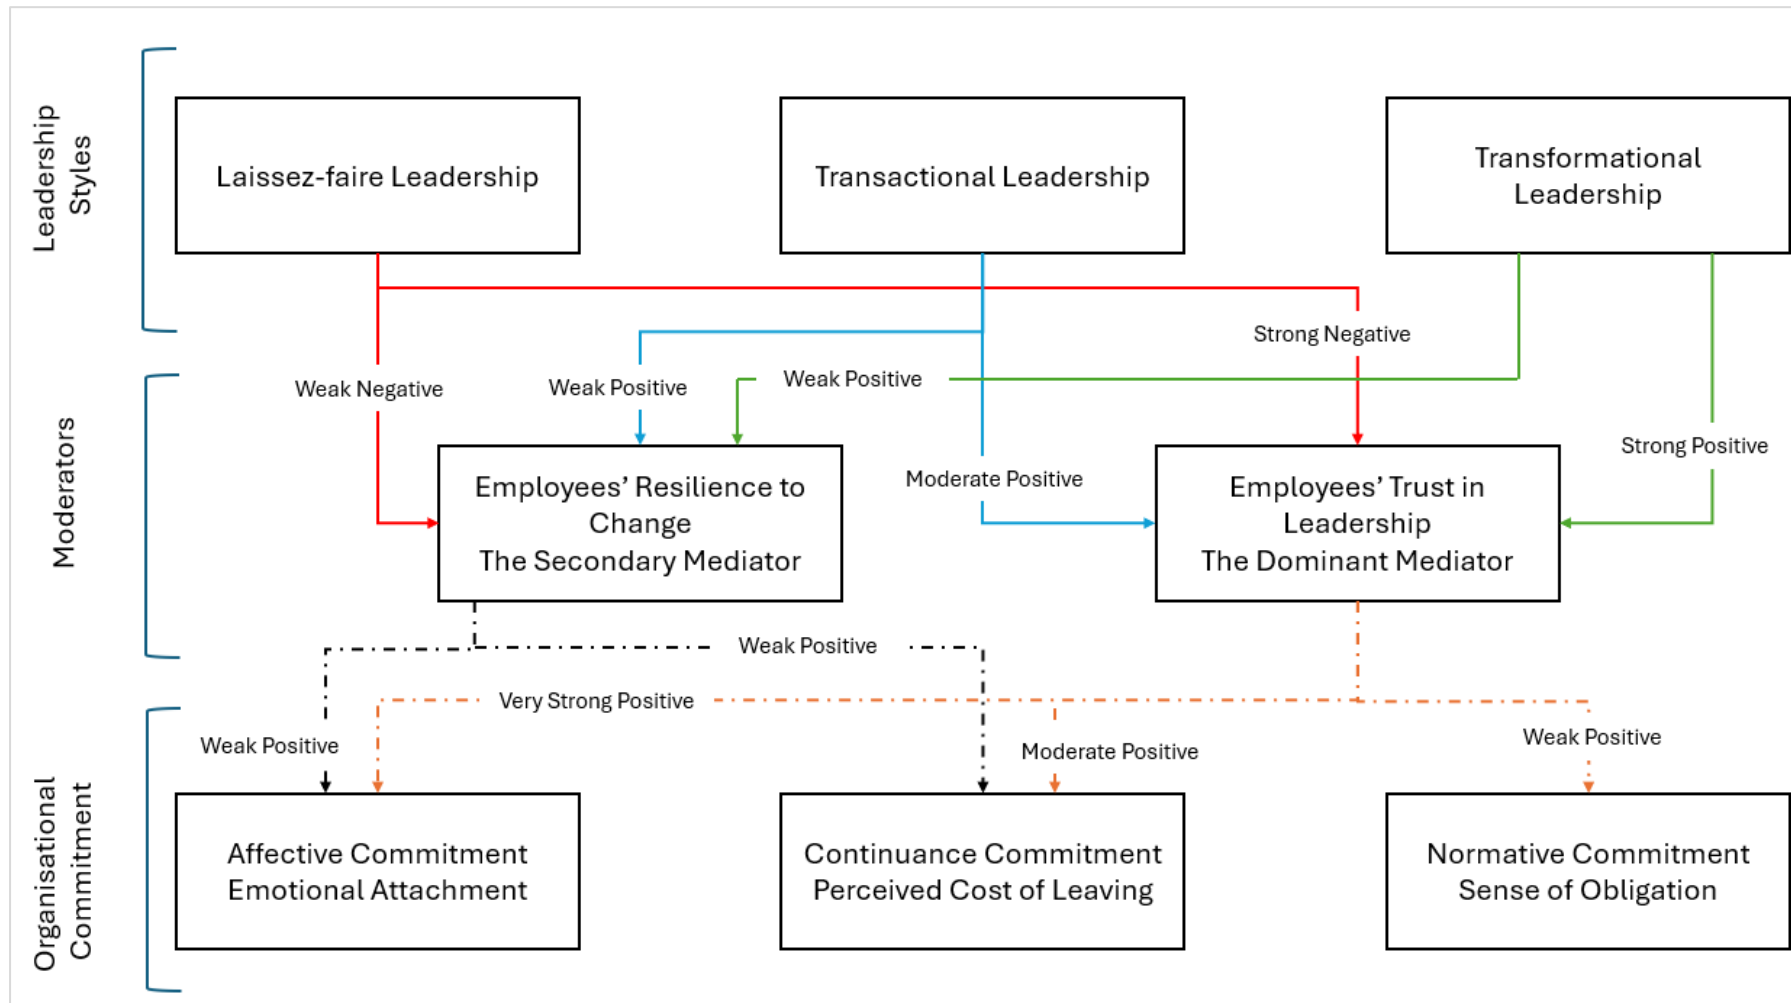 Leadership
Styles
Laissez-faire Leadership
Transactional Leadership
Transformational
Leadership
Strong Negative
Weak Negative
Weak Positive
Weak Positive
Strong Positive
Moderators
Moderate Positive
Employees’ Resilience to
Change
The Secondary Mediator
Employees’ Trust in
Leadership
The Dominant Mediator
Weak Positive
Very Strong Positive
Weak Positive
Moderate Positive
Weak Positive
Organisational
Commitment
Affective Commitment
Emotional Attachment
Continuance Commitment
Perceived Cost of Leaving
Normative Commitment
Sense of Obligation